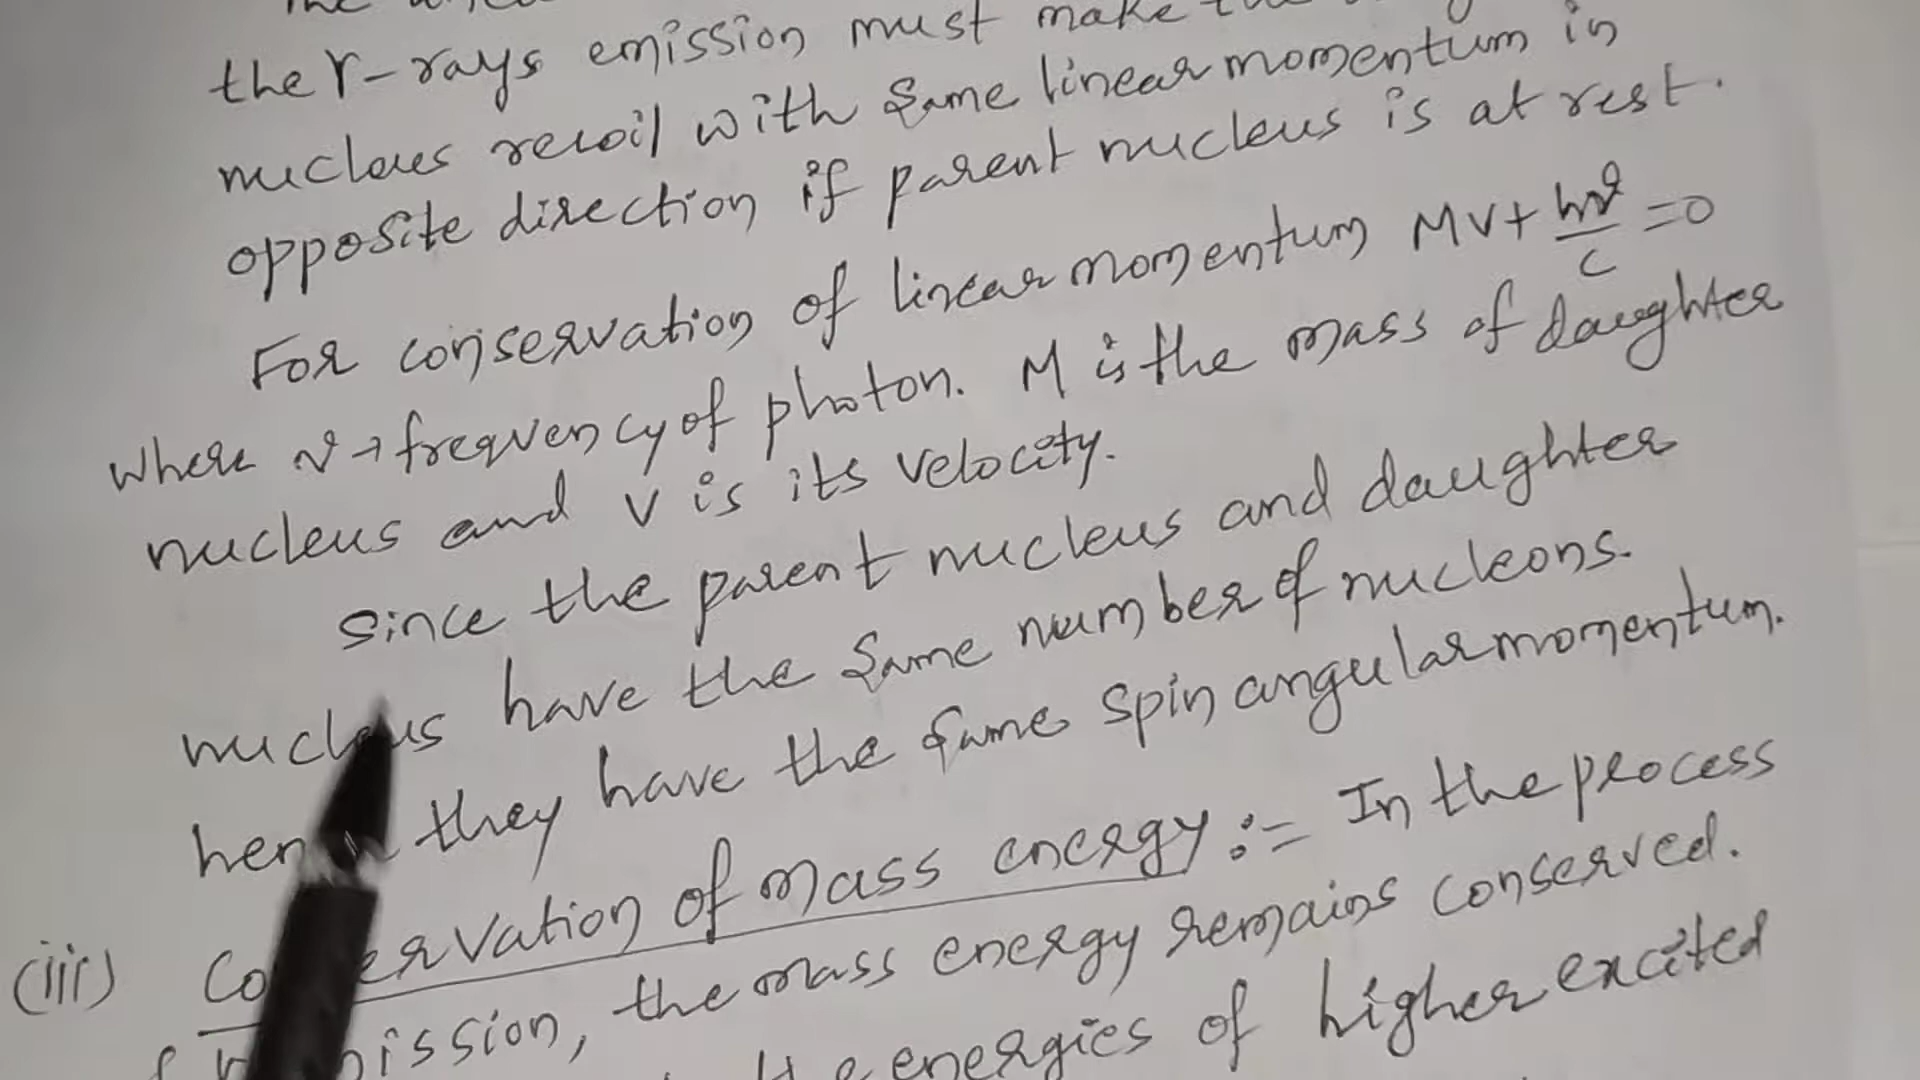 the γ-rays emission must make
nucleus recoil with same linear momentum in
opposite direction if parent nucleus is at rest.
For conservation of linear momentum MV + hν/c = 0
where ν → frequency of photon. M is the mass of daughter
nucleus and V is its velocity.
Since the parent nucleus and daughter
nucleus have the same number of nucleons.
they have the same spin angular momentum.
(iii) Conservation of mass energy := In the process
the mass energy remains conserved.
energies of higher excited